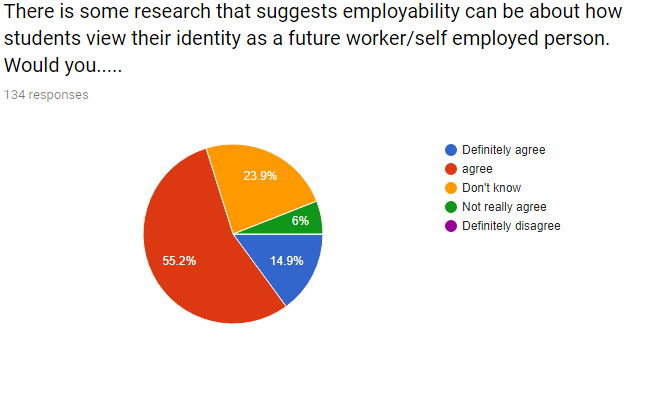 There is some research that suggests employability can be about how
students view their identity as a future worker/self employed person.
Would you.....
134 responses
23.9%
6%
55.2%
14.9%
Definitely agree
agree
Don't know
Not really agree
Definitely disagree